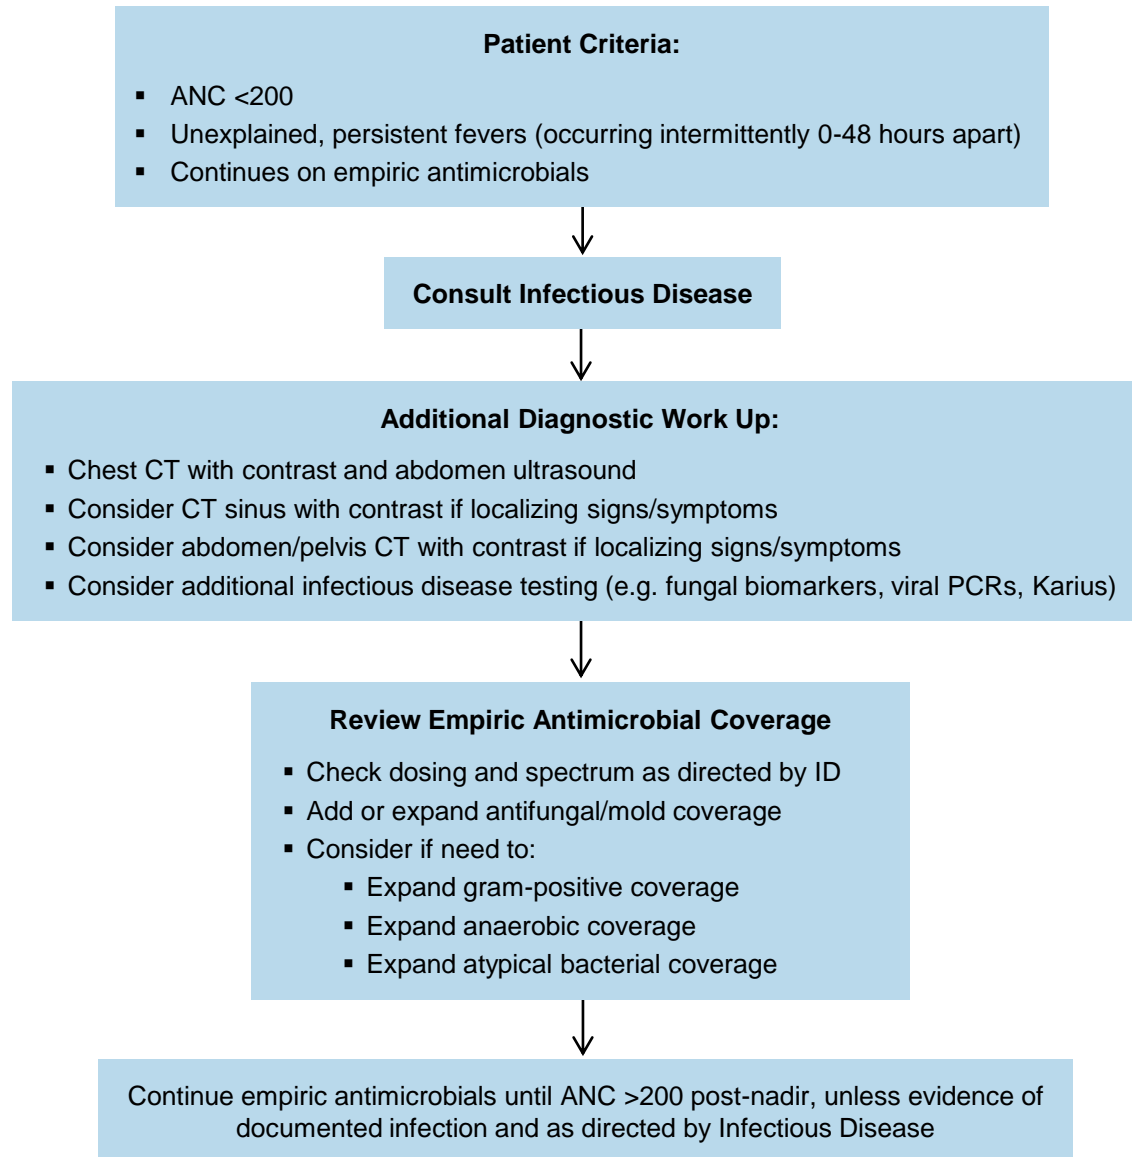 Patient Criteria:
▪ ANC <200
▪ Unexplained, persistent fevers (occurring intermittently 0-48 hours apart)
▪ Continues on empiric antimicrobials
Consult Infectious Disease
Additional Diagnostic Work Up:
▪ Chest CT with contrast and abdomen ultrasound
▪ Consider CT sinus with contrast if localizing signs/symptoms
▪ Consider abdomen/pelvis CT with contrast if localizing signs/symptoms
▪ Consider additional infectious disease testing (e.g. fungal biomarkers, viral PCRs, Karius)
Review Empiric Antimicrobial Coverage
▪ Check dosing and spectrum as directed by ID
▪ Add or expand antifungal/mold coverage
▪ Consider if need to:
▪ Expand gram-positive coverage
▪ Expand anaerobic coverage
▪ Expand atypical bacterial coverage
Continue empiric antimicrobials until ANC >200 post-nadir, unless evidence of
documented infection and as directed by Infectious Disease